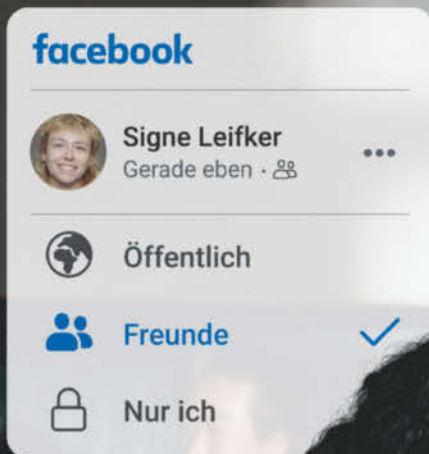 facebook
Signe Leifker
Gerade eben ·
Öffentlich
Freunde
Nur ich